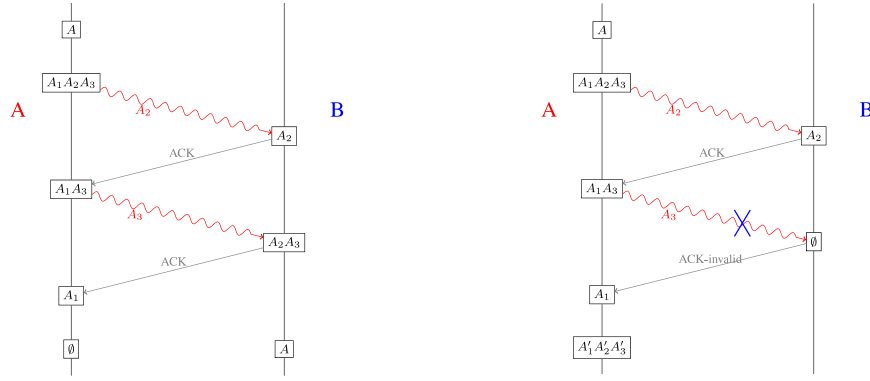 A
A₁A₂A₃
A
A₂
B
A₂
ACK
A₁A₃
A₃
A₂A₃
ACK
A₁
∅
A
A
A₁A₂A₃
A
A₂
B
A₂
ACK
A₁A₃
A₃
∅
ACK-invalid
A₁
A′₁A′₂A′₃